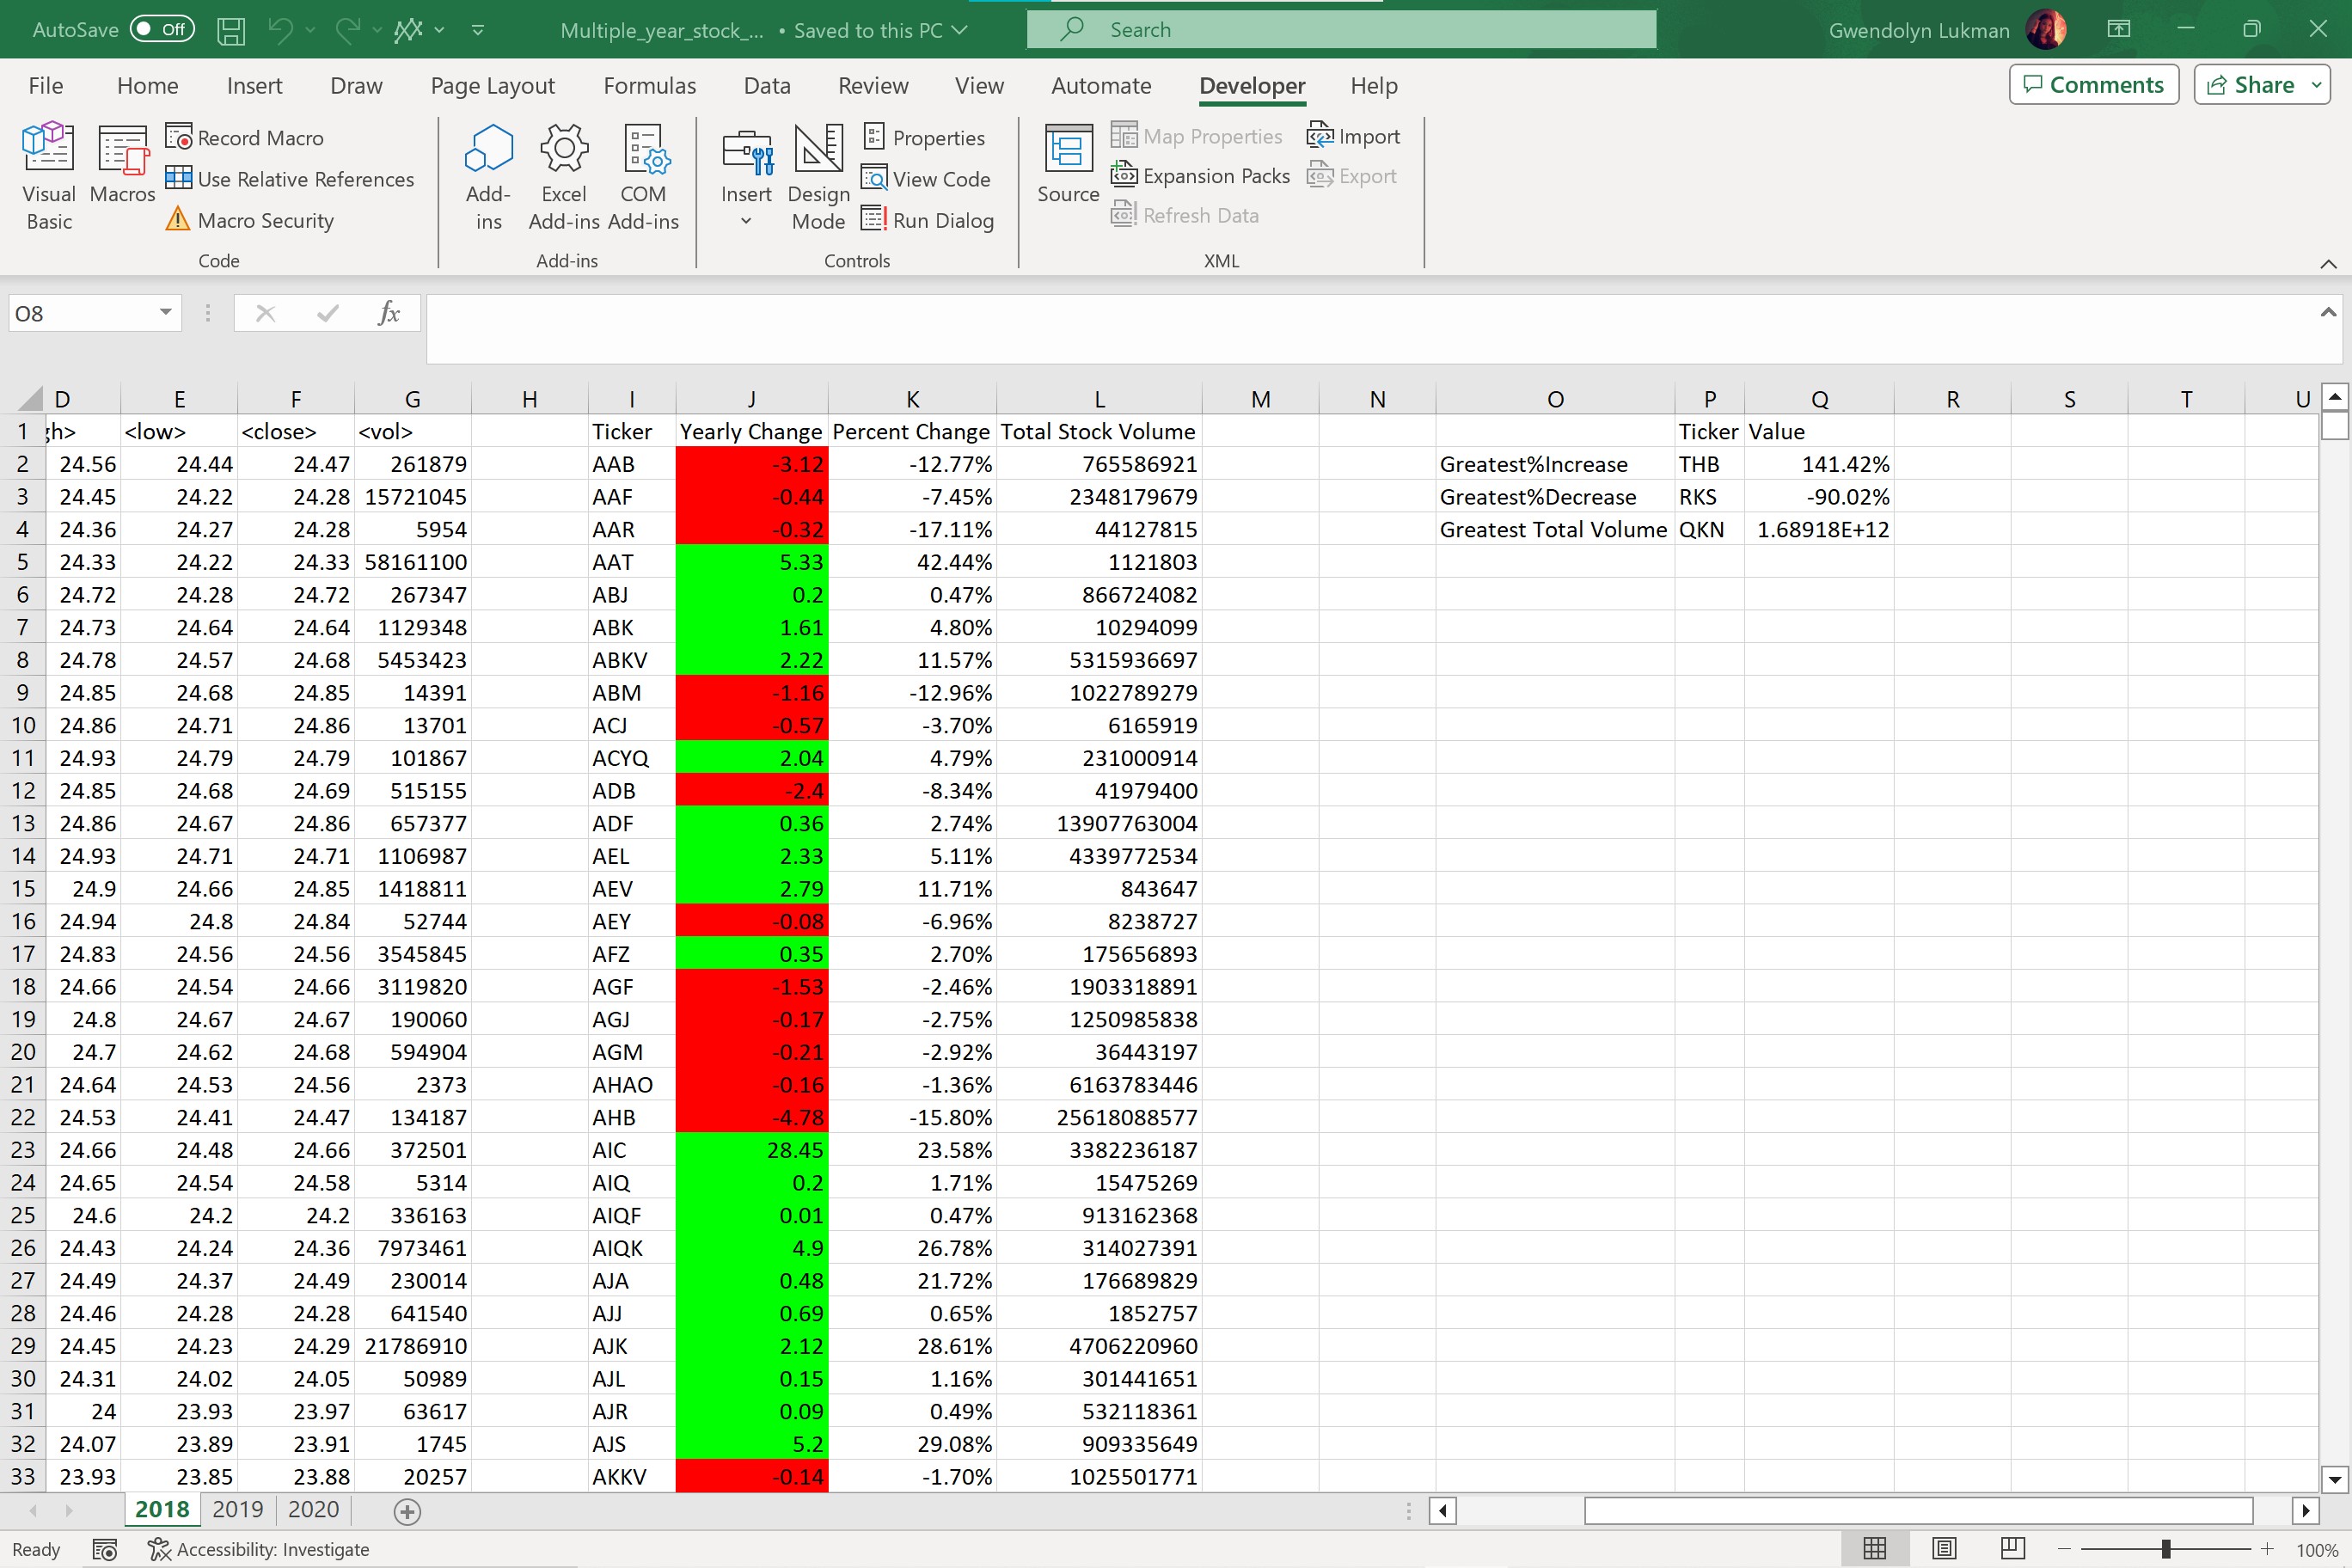 AutoSave Off Multiple_year_stock_... • Saved to this PC Search Gwendolyn Lukman
File Home Insert Draw Page Layout Formulas Data Review View Automate Developer Help Comments Share
Visual Basic Macros Record Macro Use Relative References Macro Security
Code
Add-ins Excel Add-ins COM Add-ins
Add-ins
Insert Design Mode Properties View Code Run Dialog
Controls
Source Map Properties Expansion Packs Refresh Data Import Export
XML
O8 fx
D E F G H I J K L M N O P Q R S T U
1 gh> <low> <close> <vol> Ticker Yearly Change Percent Change Total Stock Volume Ticker Value
2 24.56 24.44 24.47 261879 AAB -3.12 -12.77% 765586921 Greatest%Increase THB 141.42%
3 24.45 24.22 24.28 15721045 AAF -0.44 -7.45% 2348179679 Greatest%Decrease RKS -90.02%
4 24.36 24.27 24.28 5954 AAR -0.32 -17.11% 44127815 Greatest Total Volume QKN 1.68918E+12
5 24.33 24.22 24.33 58161100 AAT 5.33 42.44% 1121803
6 24.72 24.28 24.72 267347 ABJ 0.2 0.47% 866724082
7 24.73 24.64 24.64 1129348 ABK 1.61 4.80% 10294099
8 24.78 24.57 24.68 5453423 ABKV 2.22 11.57% 5315936697
9 24.85 24.68 24.85 14391 ABM -1.16 -12.96% 1022789279
10 24.86 24.71 24.86 13701 ACJ -0.57 -3.70% 6165919
11 24.93 24.79 24.79 101867 ACYQ 2.04 4.79% 231000914
12 24.85 24.68 24.69 515155 ADB -2.4 -8.34% 41979400
13 24.86 24.67 24.86 657377 ADF 0.36 2.74% 13907763004
14 24.93 24.71 24.71 1106987 AEL 2.33 5.11% 4339772534
15 24.9 24.66 24.85 1418811 AEV 2.79 11.71% 843647
16 24.94 24.8 24.84 52744 AEY -0.08 -6.96% 8238727
17 24.83 24.56 24.56 3545845 AFZ 0.35 2.70% 175656893
18 24.66 24.54 24.66 3119820 AGF -1.53 -2.46% 1903318891
19 24.8 24.67 24.67 190060 AGJ -0.17 -2.75% 1250985838
20 24.7 24.62 24.68 594904 AGM -0.21 -2.92% 36443197
21 24.64 24.53 24.56 2373 AHAO -0.16 -1.36% 6163783446
22 24.53 24.41 24.47 134187 AHB -4.78 -15.80% 25618088577
23 24.66 24.48 24.66 372501 AIC 28.45 23.58% 3382236187
24 24.65 24.54 24.58 5314 AIQ 0.2 1.71% 15475269
25 24.6 24.2 24.2 336163 AIQF 0.01 0.47% 913162368
26 24.43 24.24 24.36 7973461 AIQK 4.9 26.78% 314027391
27 24.49 24.37 24.49 230014 AJA 0.48 21.72% 176689829
28 24.46 24.28 24.28 641540 AJJ 0.69 0.65% 1852757
29 24.45 24.23 24.29 21786910 AJK 2.12 28.61% 4706220960
30 24.31 24.02 24.05 50989 AJL 0.15 1.16% 301441651
31 24 23.93 23.97 63617 AJR 0.09 0.49% 532118361
32 24.07 23.89 23.91 1745 AJS 5.2 29.08% 909335649
33 23.93 23.85 23.88 20257 AKKV -0.14 -1.70% 1025501771
2018 2019 2020
Ready Accessibility: Investigate 100%